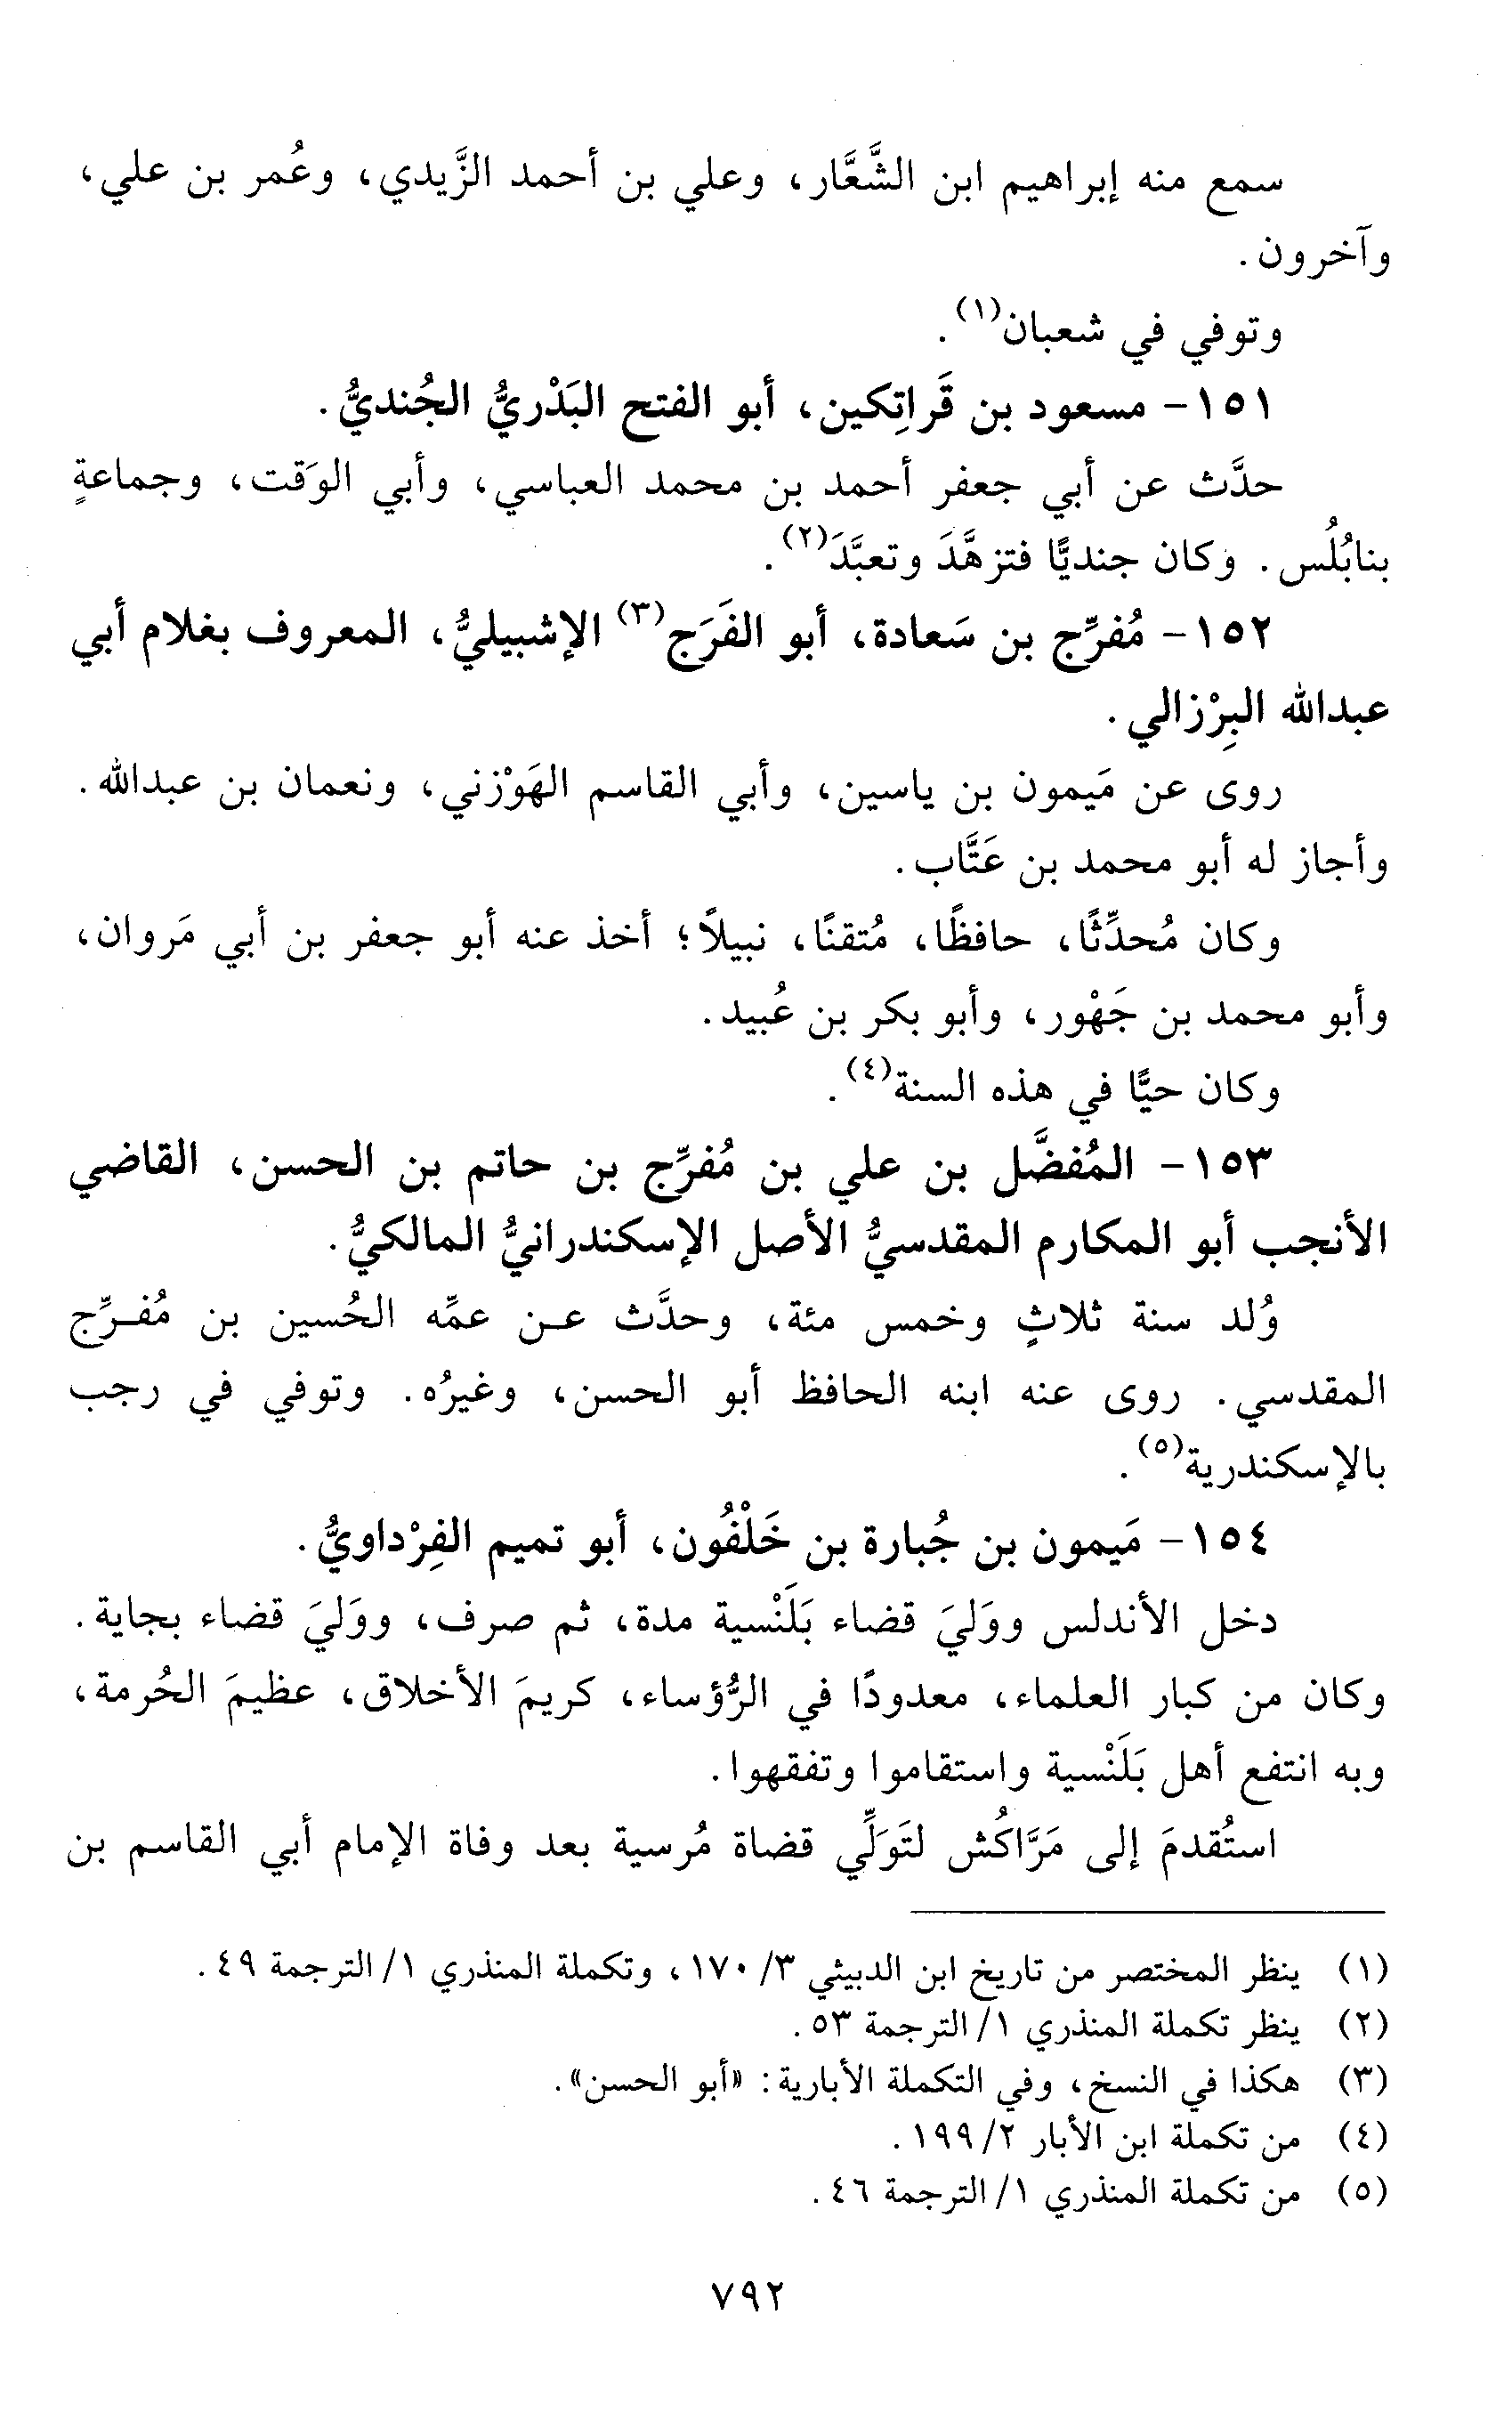 سمع منه إبراهيم ابن الشَّعَّار، وعلي بن أحمد الزَّيدي، وعُمر بن علي،
وآخرون.
وتوفي في شعبان(١).
١٥١- مسعود بن قَراتِكين، أبو الفتح البَدْريُّ الجُنديُّ.
حدَّث عن أبي جعفر أحمد بن محمد العباسي، وأبي الوَقت، وجماعةٍ
بنابُلُس. وكان جنديًّا فتزهَّدَ وتعبَّدَ(٢).
١٥٢- مُفرِّج بن سَعادة، أبو الفَرَج(٣) الإشبيليُّ، المعروف بغلام أبي
عبدالله البِرْزالي.
روى عن مَيمون بن ياسين، وأبي القاسم الهَوْزني، ونعمان بن عبدالله.
وأجاز له أبو محمد بن عَتَّاب.
وكان مُحدِّثًا، حافظًا، مُتقنًا، نبيلاً؛ أخذ عنه أبو جعفر بن أبي مَروان،
وأبو محمد بن جَهْور، وأبو بكر بن عُبيد.
وكان حيًّا في هذه السنة(٤).
١٥٣- المُفضَّل بن علي بن مُفرِّج بن حاتم بن الحسن، القاضي
الأنجب أبو المكارم المقدسيُّ الأصل الإسكندرانيُّ المالكيُّ.
وُلد سنة ثلاثٍ وخمس مئة، وحدَّث عن عمِّه الحُسين بن مُفرِّج
المقدسي. روى عنه ابنه الحافظ أبو الحسن، وغيرُه. وتوفي في رجب
بالإسكندرية(٥).
١٥٤- مَيمون بن جُبارة بن خَلْفُون، أبو تميم الفِرْداويُّ.
دخل الأندلس ووَليَ قضاء بَلَنْسية مدة، ثم صرف، ووَليَ قضاء بجاية.
وكان من كبار العلماء، معدودًا في الرُّؤساء، كريمَ الأخلاق، عظيمَ الحُرمة،
وبه انتفع أهل بَلَنْسية واستقاموا وتفقهوا.
استُقدمَ إلى مَرَّاكُش لتَوَلِّي قضاة مُرسية بعد وفاة الإمام أبي القاسم بن
(١) ينظر المختصر من تاريخ ابن الدبيثي ٣/ ١٧٠، وتكملة المنذري ١/ الترجمة ٤٩.
(٢) ينظر تكملة المنذري ١/ الترجمة ٥٣.
(٣) هكذا في النسخ، وفي التكملة الأبارية: «أبو الحسن».
(٤) من تكملة ابن الأبار ٢/ ١٩٩.
(٥) من تكملة المنذري ١/ الترجمة ٤٦.
٧٩٢